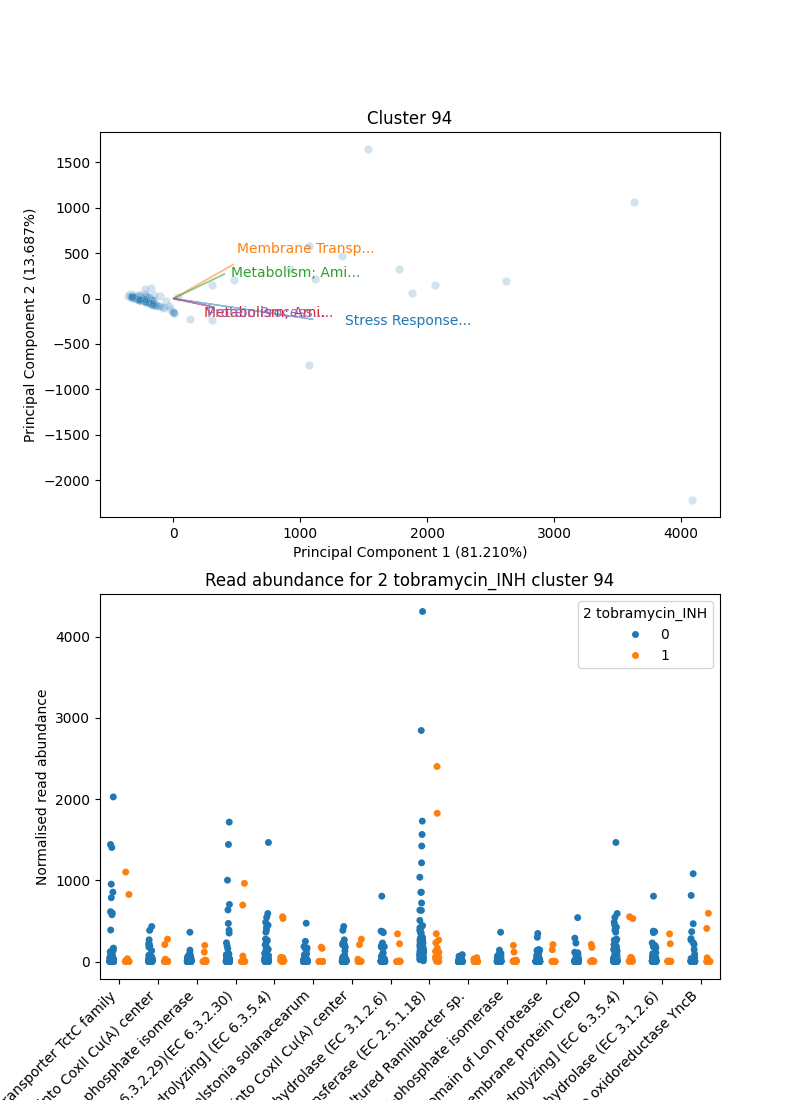 Cluster 94
Principal Component 2 (13.687%)
1500
1000
500
0
−500
−1000
−1500
−2000
Membrane Transp...
Metabolism; Ami...
Metabolism; Ami...
Stress Response...
0
1000
2000
3000
4000
Principal Component 1 (81.210%)
Read abundance for 2 tobramycin_INH cluster 94
Normalised read abundance
4000
3000
2000
1000
0
2 tobramycin_INH
0
1
ransporter TctC family
into CoxII Cu(A) center
phosphate isomerase
6.3.2.29)(EC 6.3.2.30)
drolyzing] (EC 6.3.5.4)
olstonia solanacearum
into CoxII Cu(A) center
hydrolase (EC 3.1.2.6)
nsferase (EC 2.5.1.18)
ultured Ramlibacter sp.
-phosphate isomerase
omain of Lon protease
embrane protein CreD
drolyzing] (EC 6.3.5.4)
hydrolase (EC 3.1.2.6)
oxidoreductase YncB